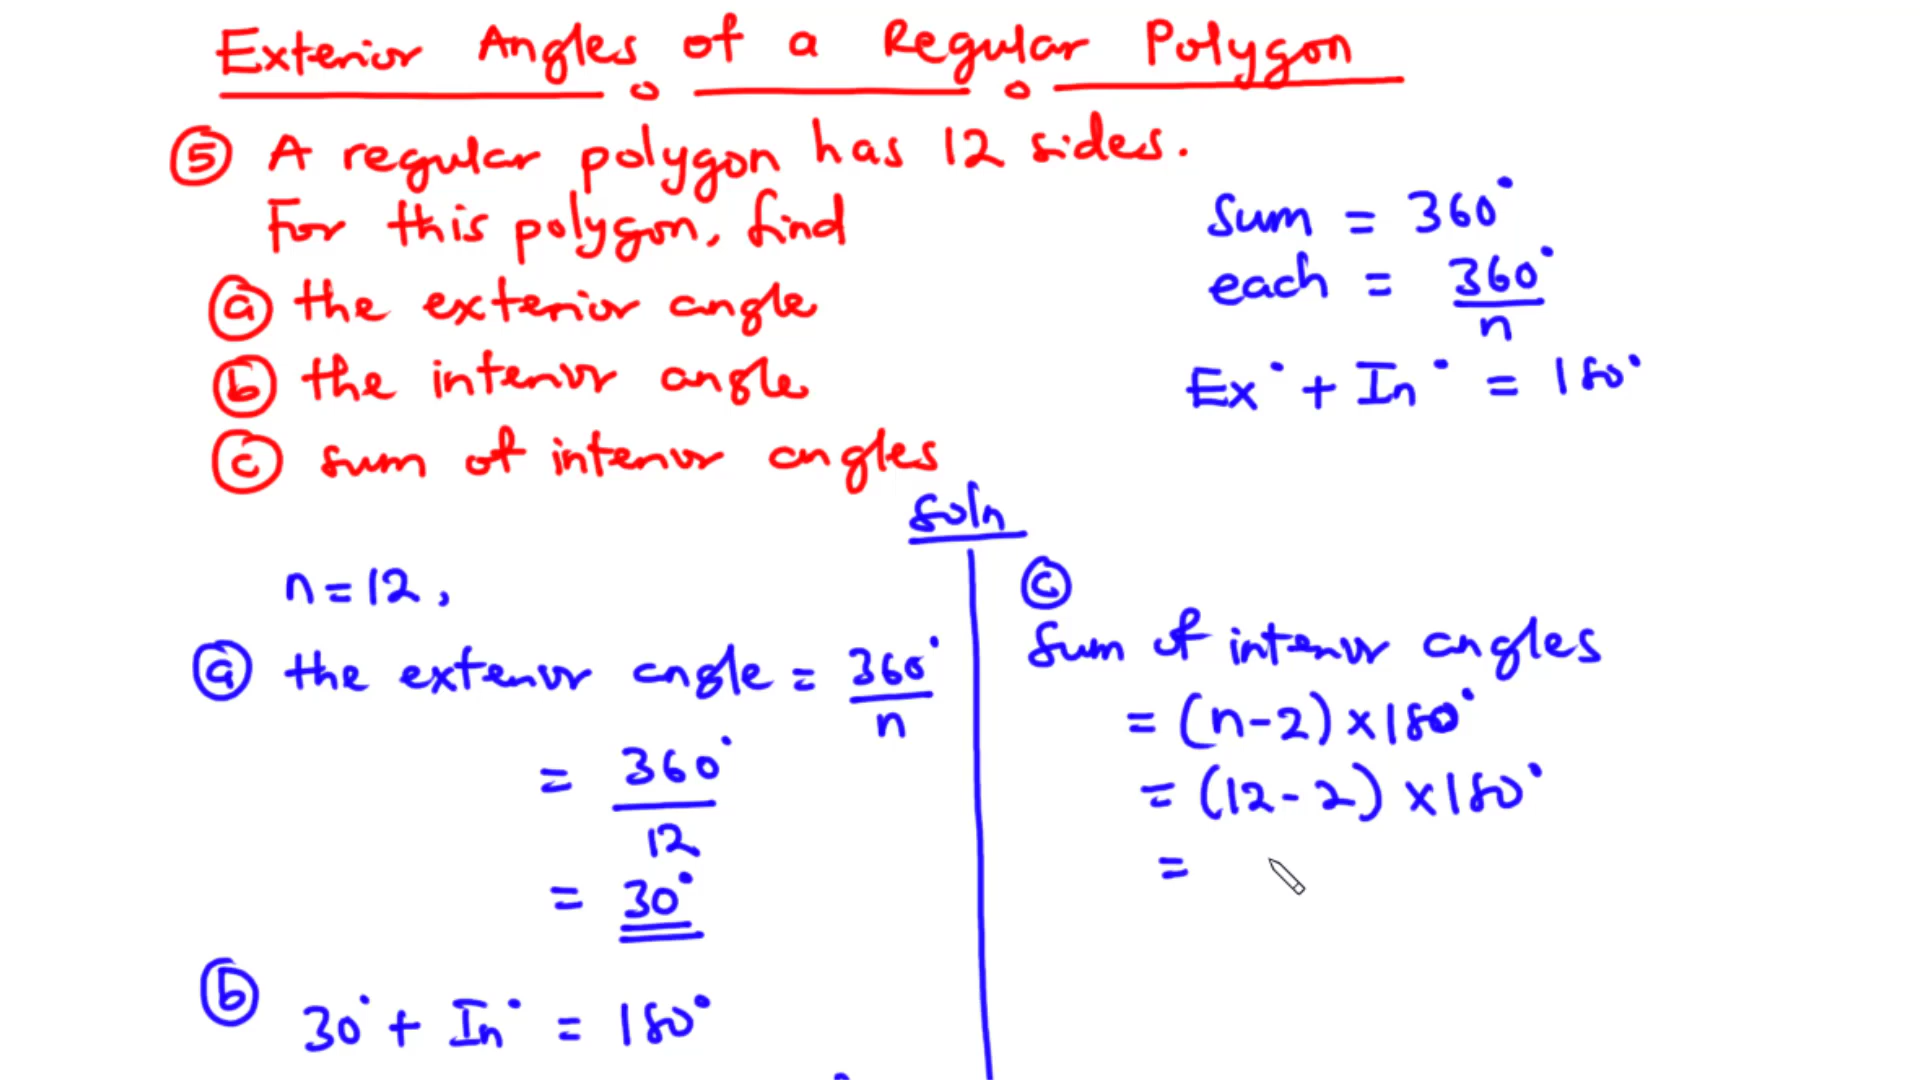 Exterior Angles of a Regular Polygon
⑤ A regular polygon has 12 sides.
For this polygon, find
ⓐ the exterior angle
ⓑ the interior angle
ⓒ sum of interior angles
Sum = 360°
each = 360°/n
Ex° + In° = 180°
Soln
n = 12,
ⓐ the exterior angle = 360°/n
= 360°/12
= 30°
ⓑ
30° + In° = 180°
ⓒ
Sum of interior angles
= (n-2) × 180°
= (12-2) × 180°
=